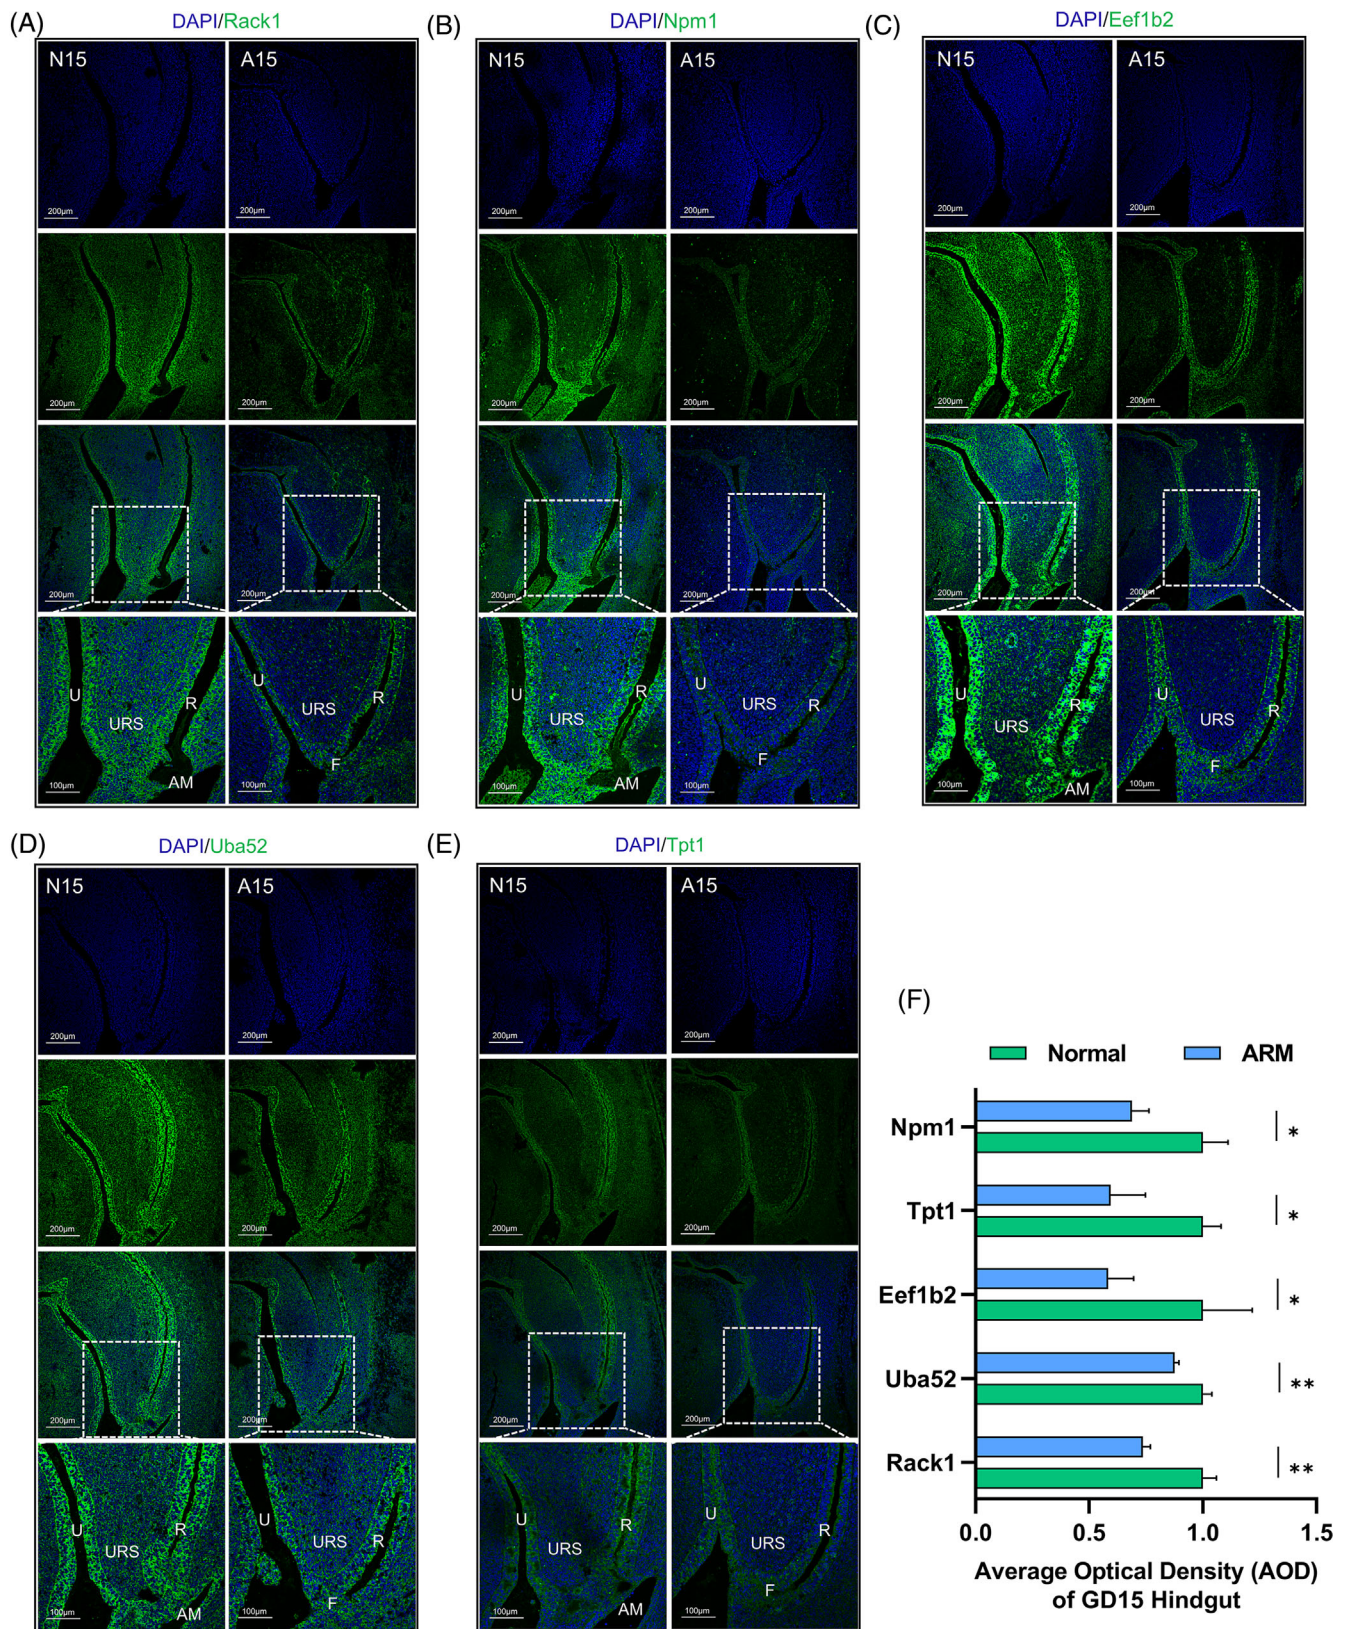 (A) DAPI/Rack1
N15 A15
200μm 200μm
200μm 200μm
200μm 200μm
U R URS AM
U R URS F
100μm 100μm
(B) DAPI/Npm1
N15 A15
200μm 200μm
200μm 200μm
200μm 200μm
U R URS AM
U URS R F
100μm 100μm
(C) DAPI/Eef1b2
N15 A15
200μm 200μm
200μm 200μm
200μm 200μm
U R URS AM
U URS R F
100μm 100μm
(D) DAPI/Uba52
N15 A15
200μm 200μm
200μm 200μm
200μm 200μm
U R URS AM
U URS R F
100μm 100μm
(E) DAPI/Tpt1
N15 A15
200μm 200μm
200μm 200μm
200μm 200μm
U R URS AM
U URS R F
100μm 100μm
(F)
Normal ARM
Npm1 *
Tpt1 *
Eef1b2 *
Uba52 **
Rack1 **
0.0 0.5 1.0 1.5
Average Optical Density (AOD)
of GD15 Hindgut